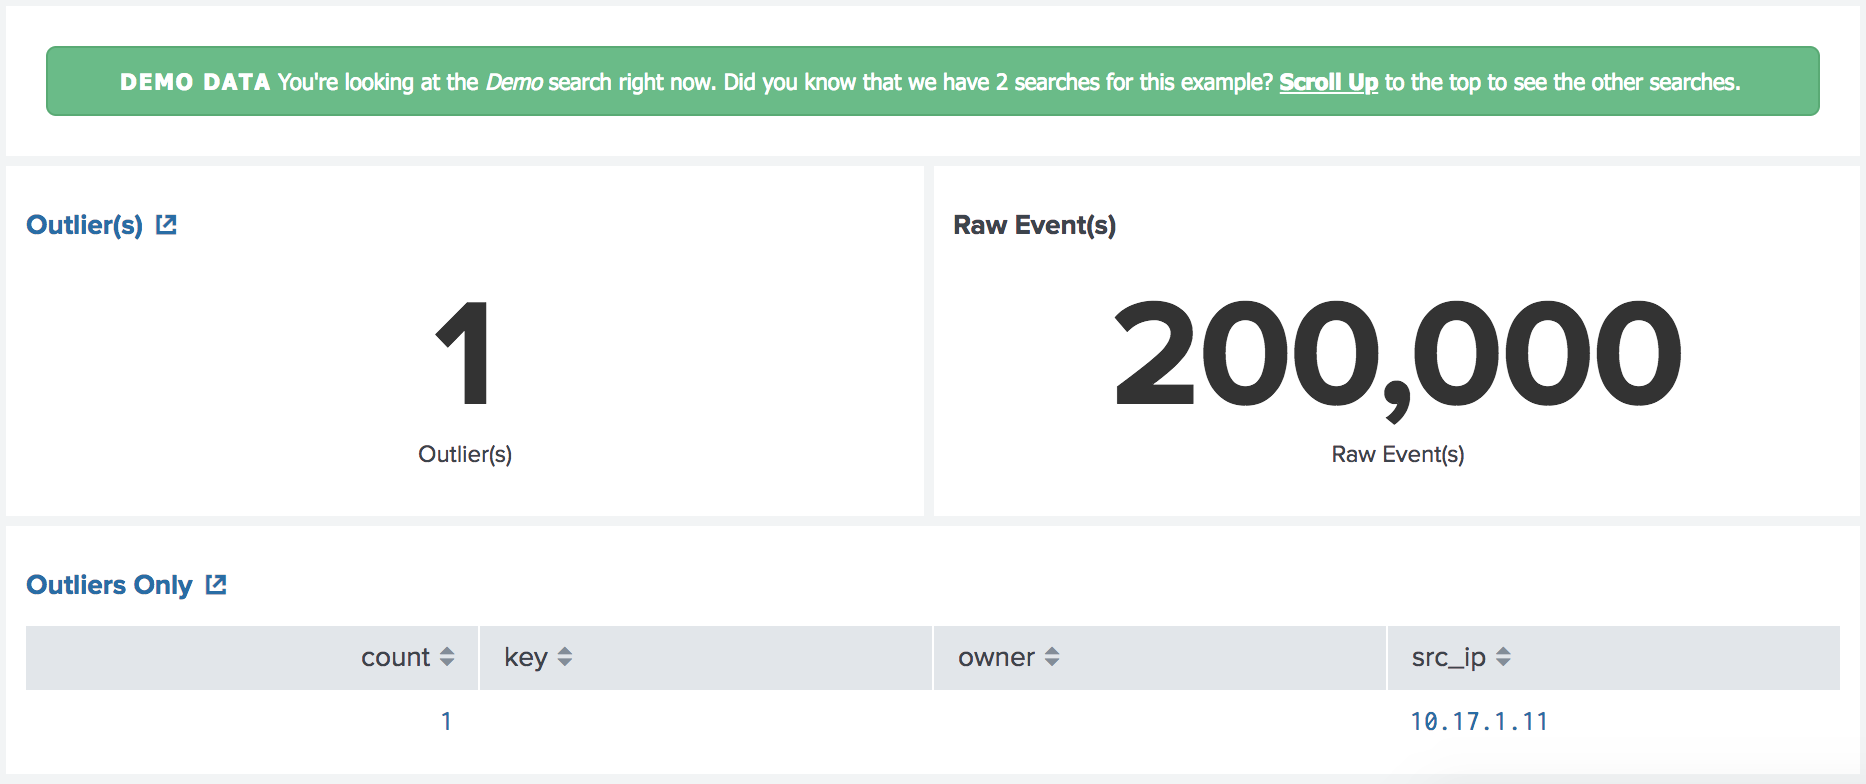 DEMO DATA You're looking at the Demo search right now. Did you know that we have 2 searches for this example? Scroll Up to the top to see the other searches.
Outlier(s)
Raw Event(s)
1
200,000
Outlier(s)
Raw Event(s)
Outliers Only
count key owner src_ip
1 10.17.1.11